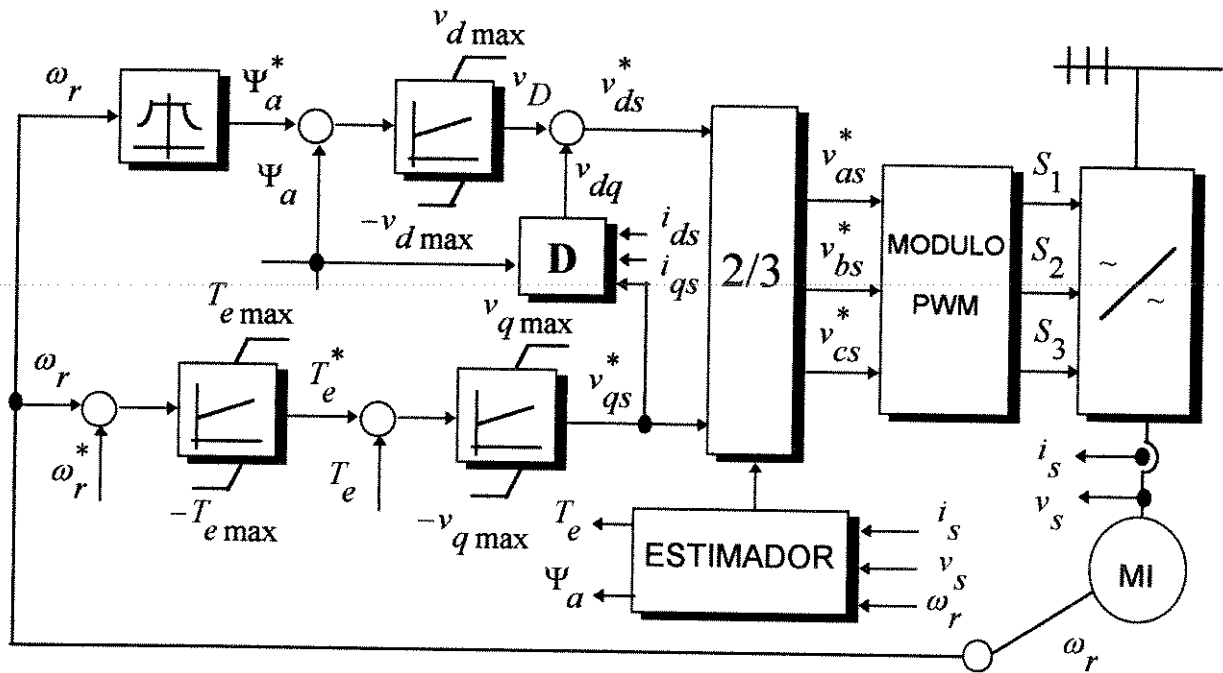 v_d max
ω_r
Ψ_a^*
v_D
v_ds^*
Ψ_a
v_dq
-v_d max
D
i_ds
i_qs
2/3
v_as^*
v_bs^*
v_cs^*
MODULO
PWM
S_1
S_2
S_3
~
~
T_e max
v_q max
ω_r
T_e^*
v_qs^*
ω_r^*
T_e
-T_e max
-v_q max
i_s
v_s
T_e
Ψ_a
ESTIMADOR
i_s
v_s
ω_r
MI
ω_r